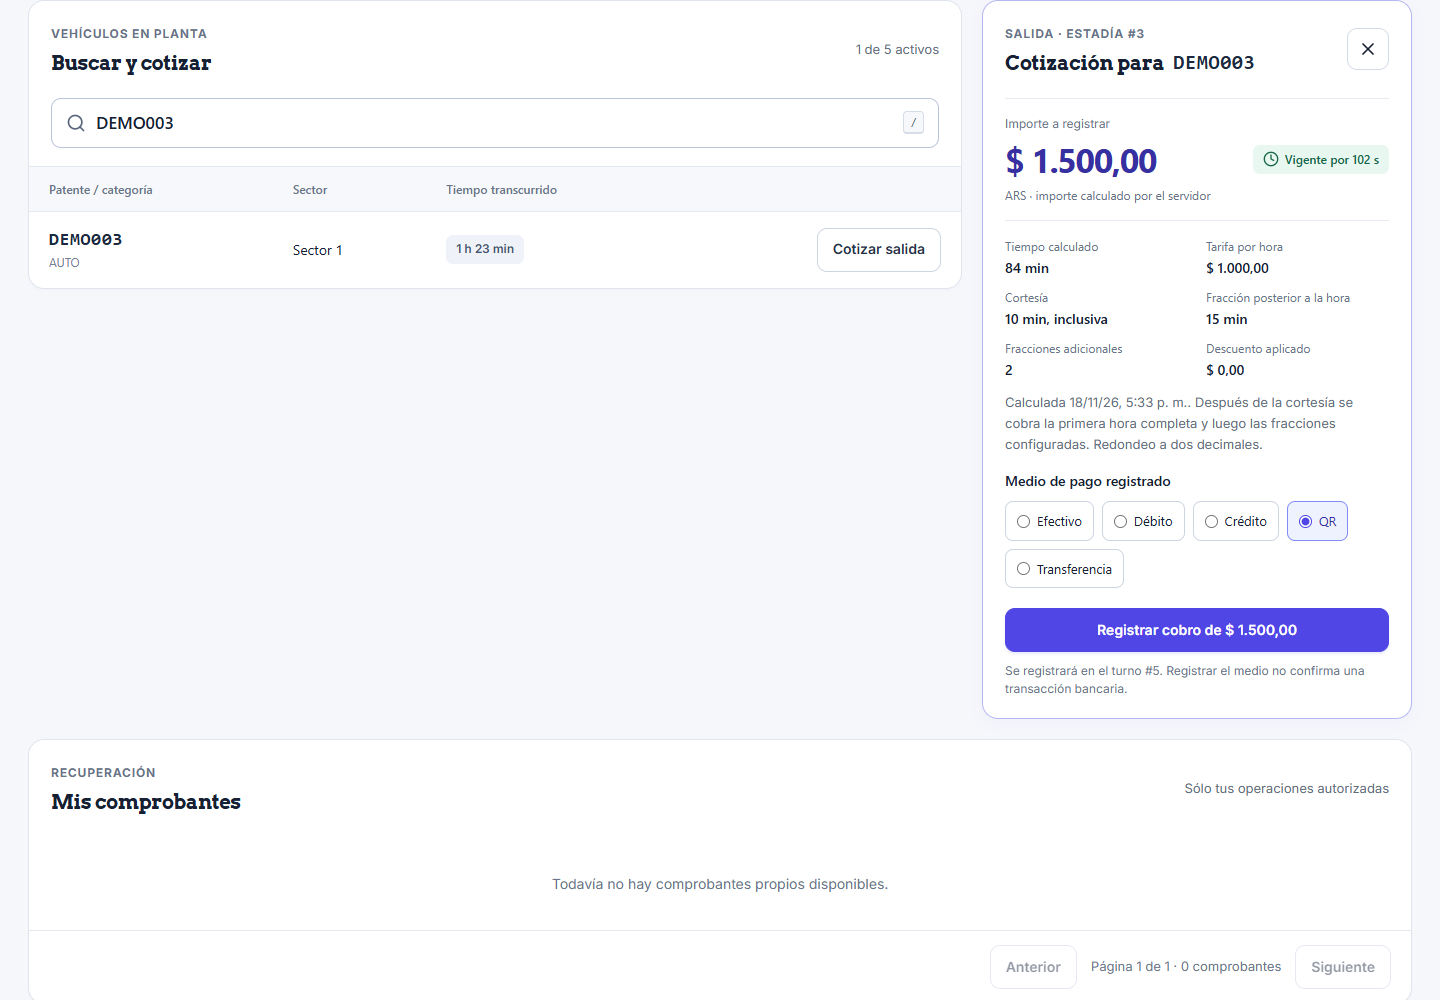 VEHÍCULOS EN PLANTA
Buscar y cotizar
1 de 5 activos
DEMO003
/
Patente / categoría
Sector
Tiempo transcurrido
DEMO003
AUTO
Sector 1
1 h 23 min
Cotizar salida
SALIDA · ESTADÍA #3
Cotización para DEMO003
Importe a registrar
$ 1.500,00
Vigente por 102 s
ARS · importe calculado por el servidor
Tiempo calculado
84 min
Tarifa por hora
$ 1.000,00
Cortesía
10 min, inclusiva
Fracción posterior a la hora
15 min
Fracciones adicionales
2
Descuento aplicado
$ 0,00
Calculada 18/11/26, 5:33 p. m.. Después de la cortesía se
cobra la primera hora completa y luego las fracciones
configuradas. Redondeo a dos decimales.
Medio de pago registrado
Efectivo
Débito
Crédito
QR
Transferencia
Registrar cobro de $ 1.500,00
Se registrará en el turno #5. Registrar el medio no confirma una
transacción bancaria.
RECUPERACIÓN
Mis comprobantes
Sólo tus operaciones autorizadas
Todavía no hay comprobantes propios disponibles.
Anterior
Página 1 de 1 · 0 comprobantes
Siguiente